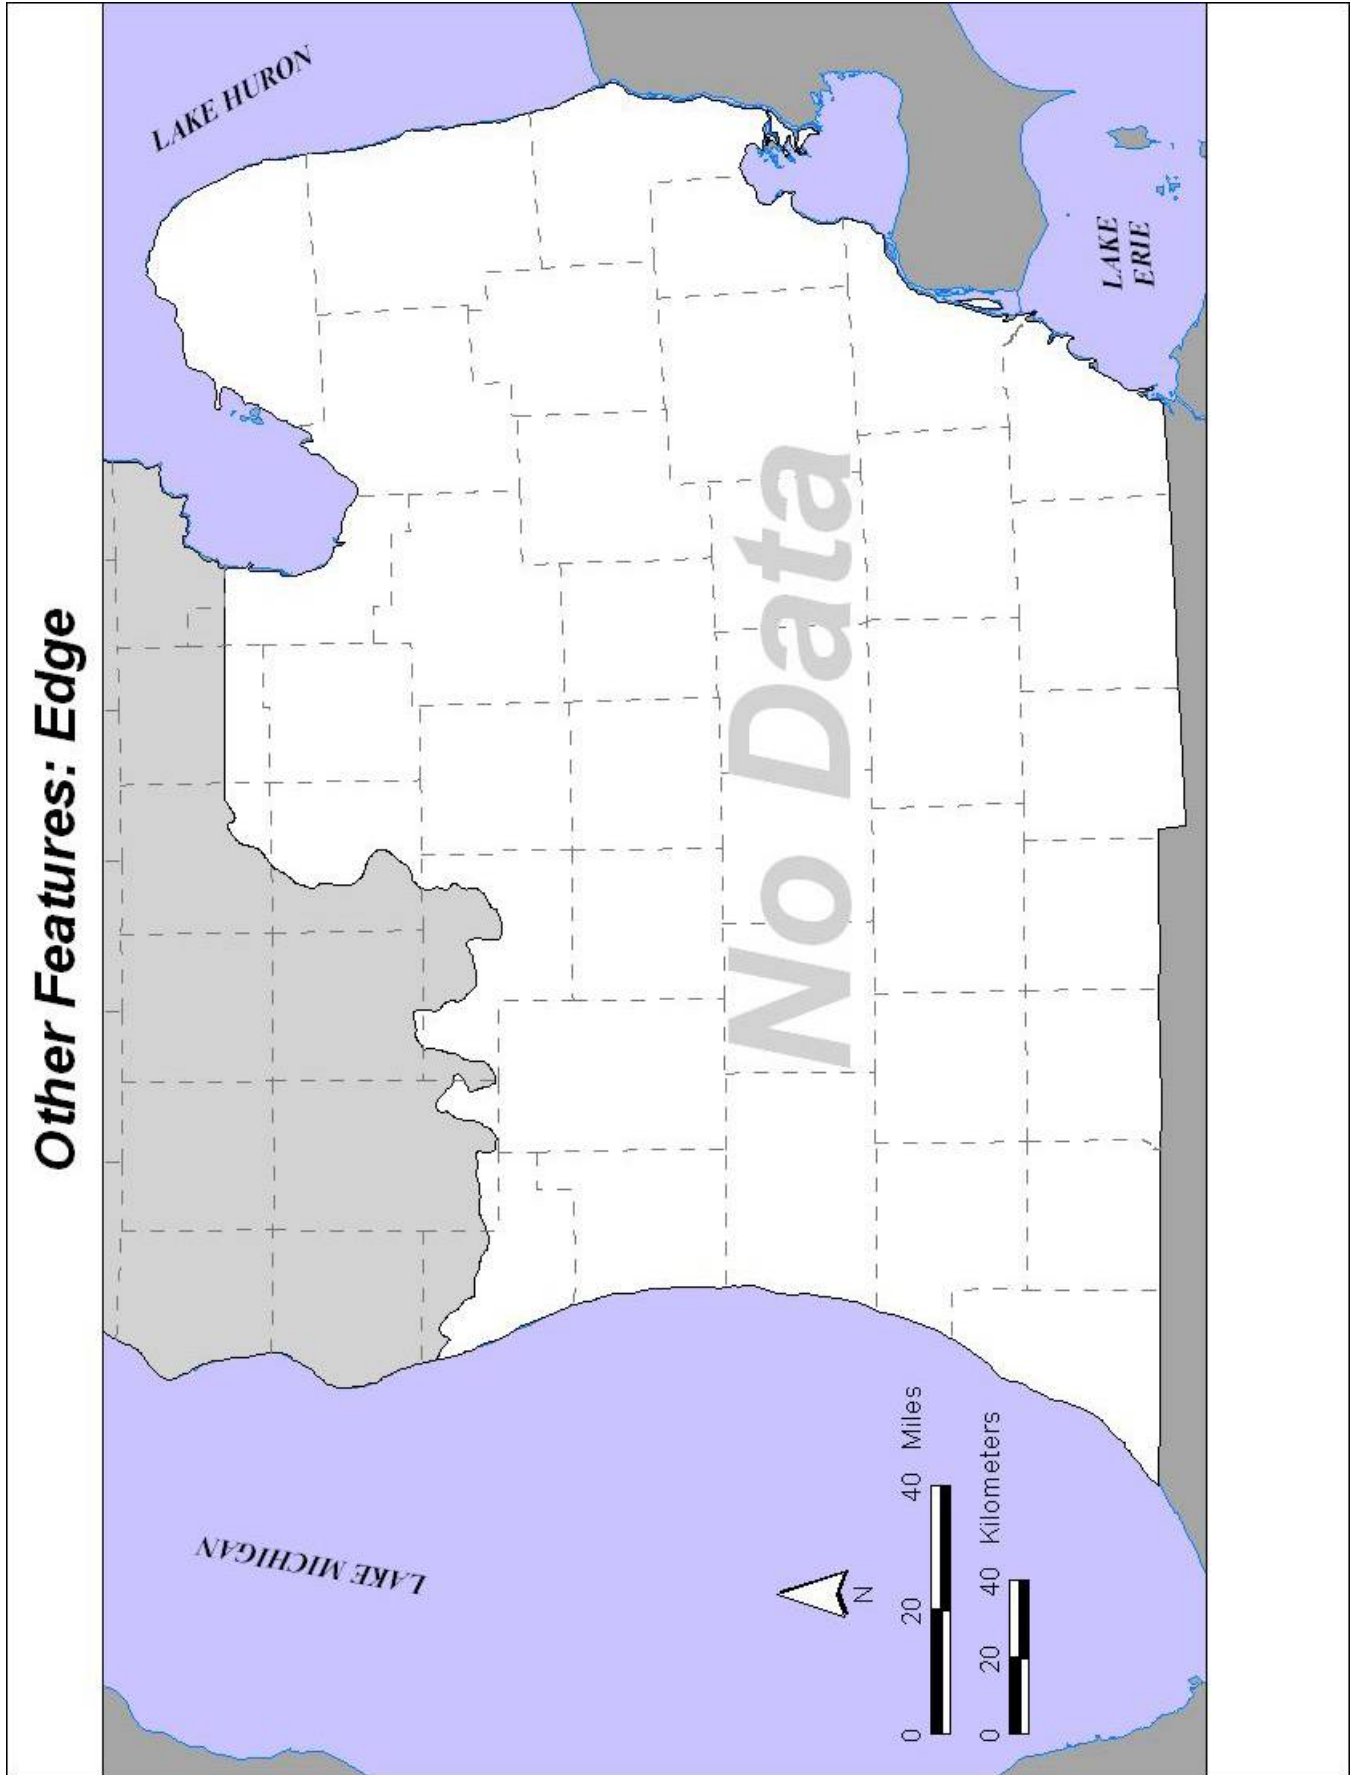 Other Features: Edge
LAKE HURON
LAKE MICHIGAN
LAKE
ERIE
No Data
N
0 20 40 Miles
0 20 40 Kilometers